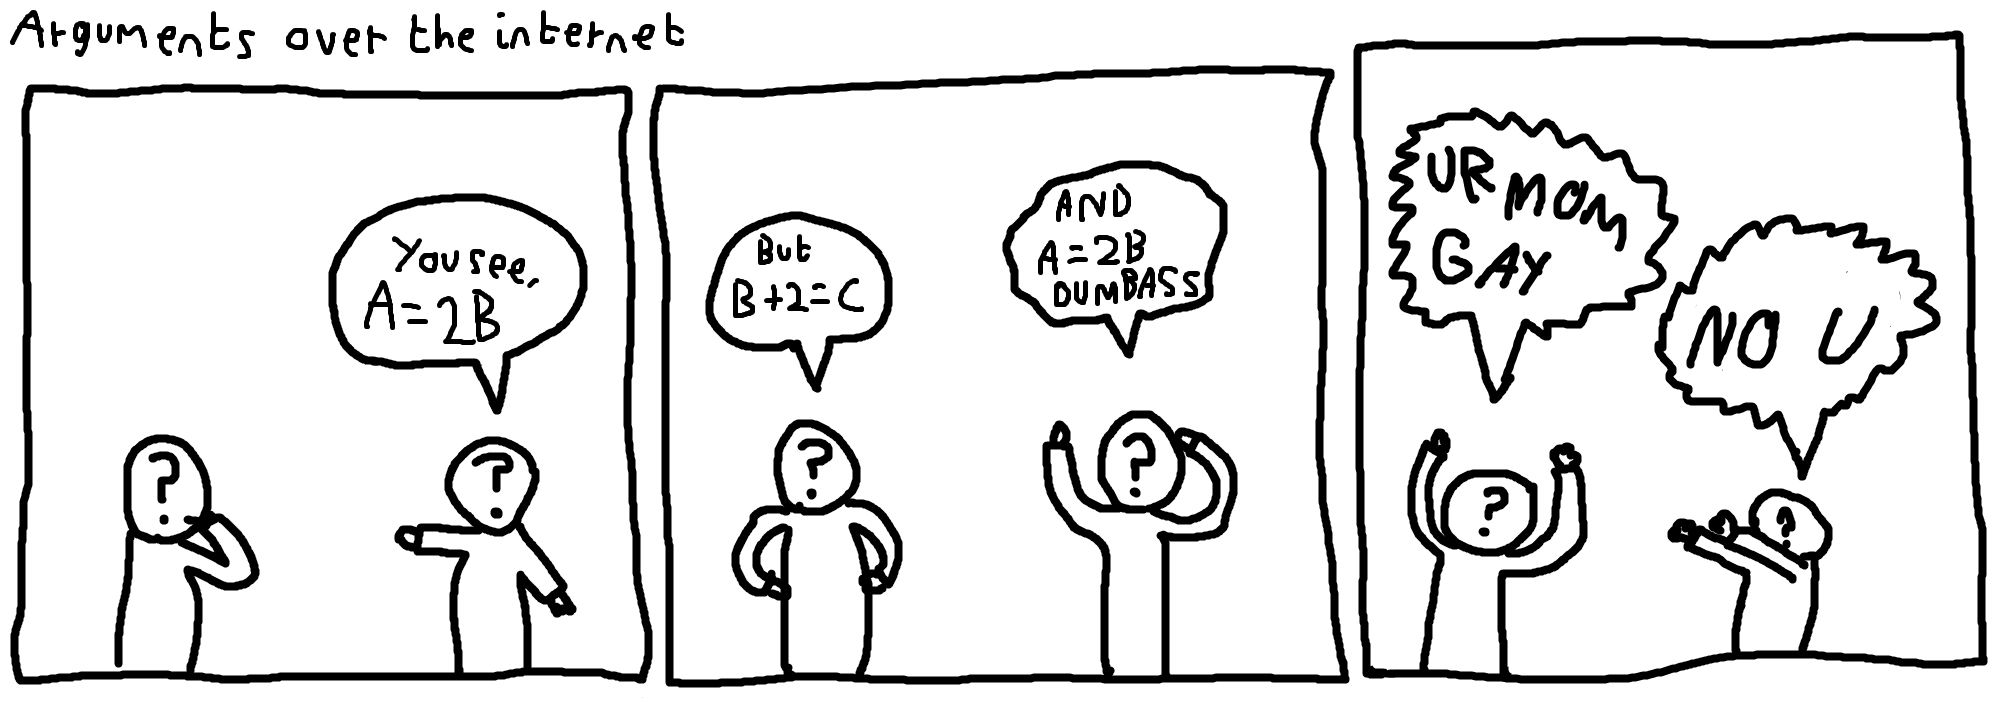 Arguments over the internet
You see,
A=2B
But
B+2=C
AND
A=2B
DUMBASS
UR MOM
GAY
NO U
?
?
?
?
?
?